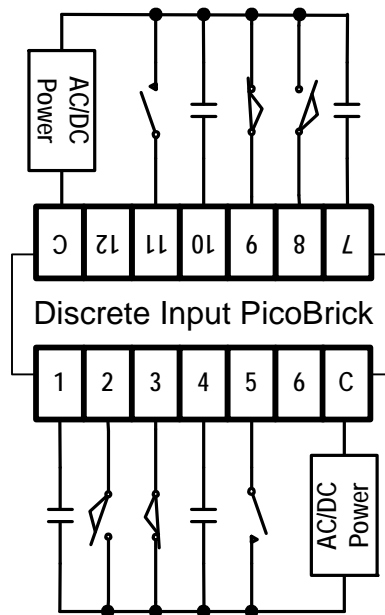 AC/DC
Power
C 12 11 10 9 8 7
Discrete Input PicoBrick
1 2 3 4 5 6 C
AC/DC
Power